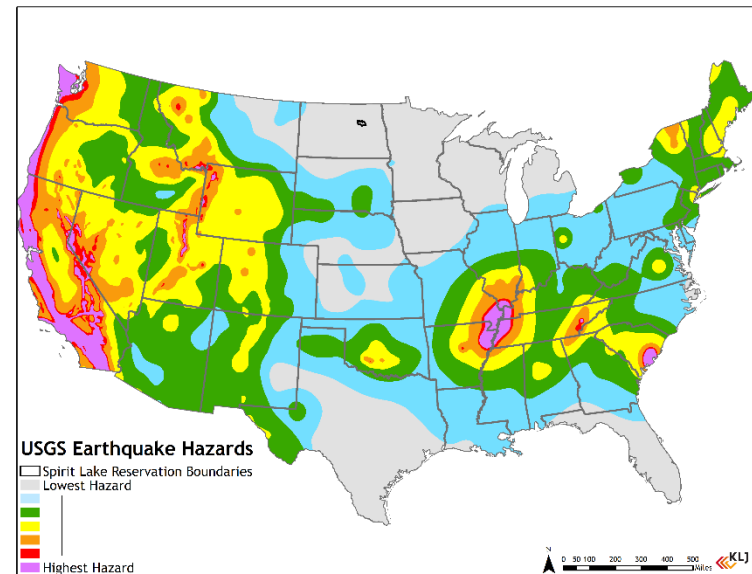 USGS Earthquake Hazards
Spirit Lake Reservation Boundaries
Lowest Hazard
Highest Hazard
N
0 50 100 200 300 400 500
Miles
KLJ